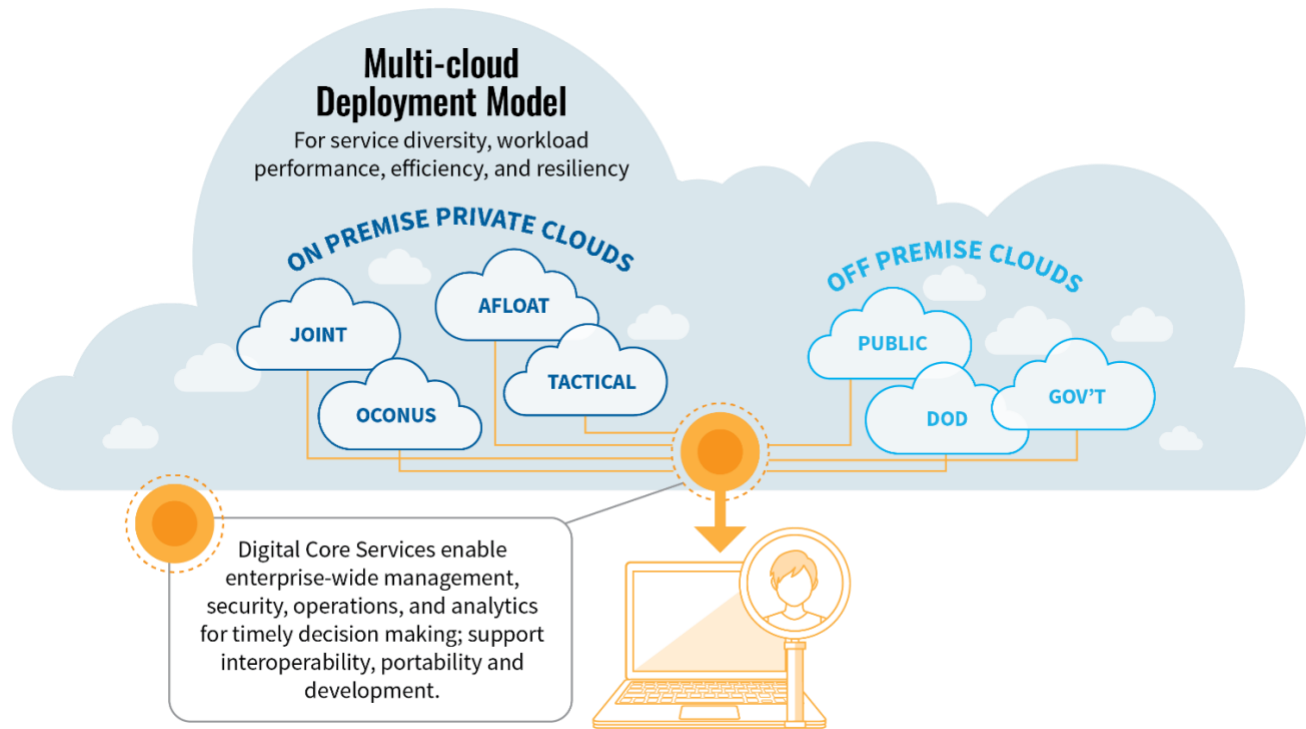 Multi-cloud
Deployment Model
For service diversity, workload
performance, efficiency, and resiliency
ON PREMISE PRIVATE CLOUDS
JOINT
OCONUS
AFLOAT
TACTICAL
OFF PREMISE CLOUDS
PUBLIC
DOD
GOV’T
Digital Core Services enable
enterprise-wide management,
security, operations, and analytics
for timely decision making; support
interoperability, portability and
development.